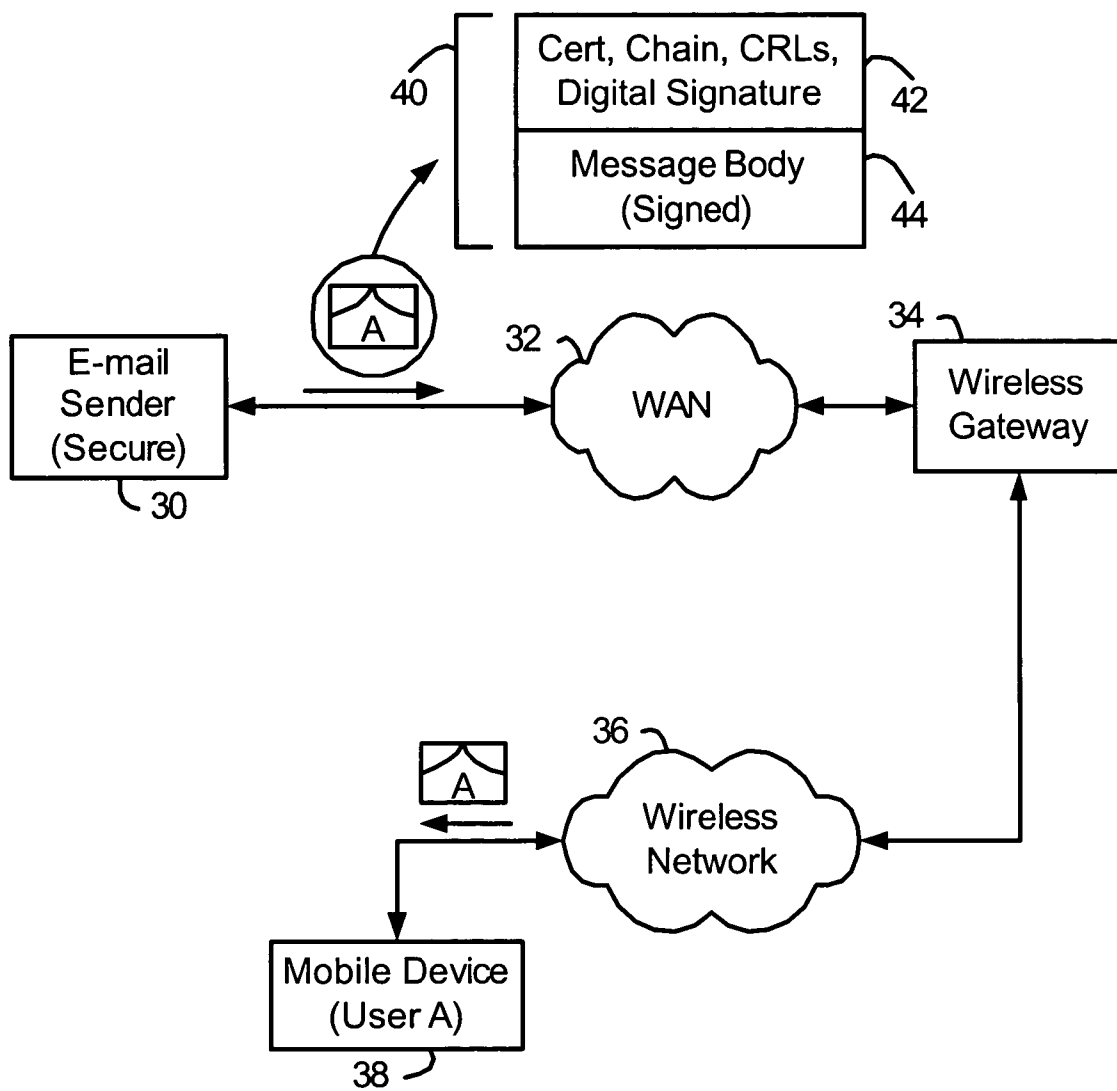 40
Cert, Chain, CRLs,
Digital Signature
42
Message Body
(Signed)
44
A
E-mail
Sender
(Secure)
30
32
WAN
34
Wireless
Gateway
36
A
Wireless
Network
Mobile Device
(User A)
38